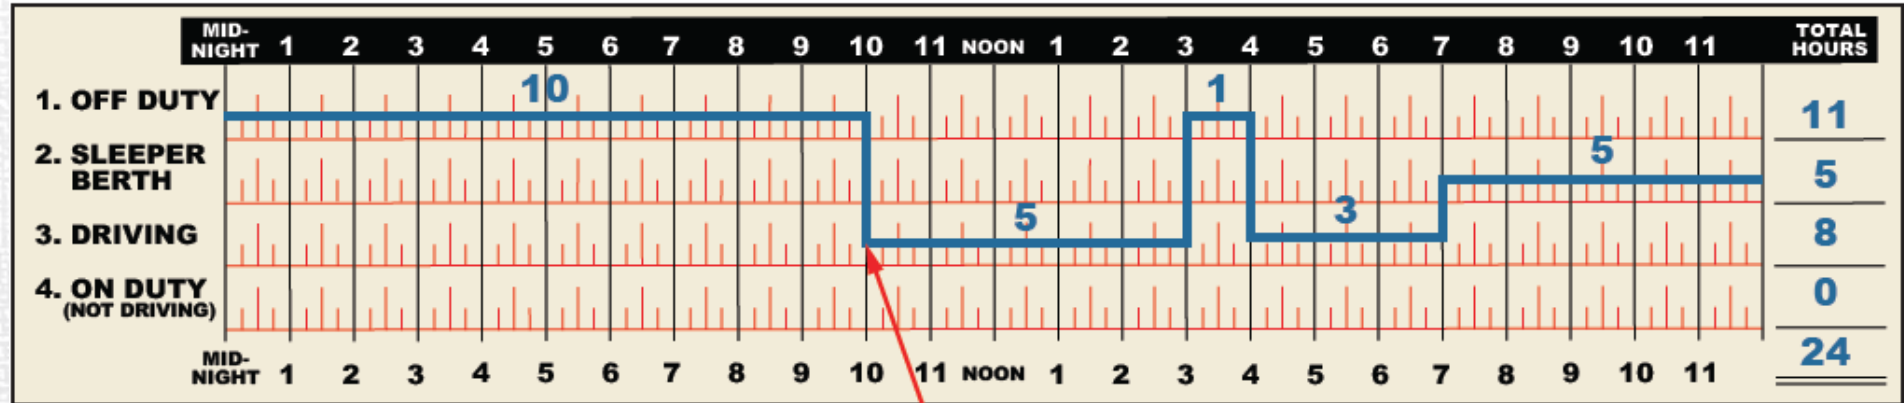 MID-NIGHT 1 2 3 4 5 6 7 8 9 10 11 NOON 1 2 3 4 5 6 7 8 9 10 11 TOTAL HOURS
10 1
1. OFF DUTY 11
2. SLEEPER BERTH 5 5
3. DRIVING 5 3 8
4. ON DUTY 0
(NOT DRIVING)
24
MID-NIGHT 1 2 3 4 5 6 7 8 9 10 11 NOON 1 2 3 4 5 6 7 8 9 10 11